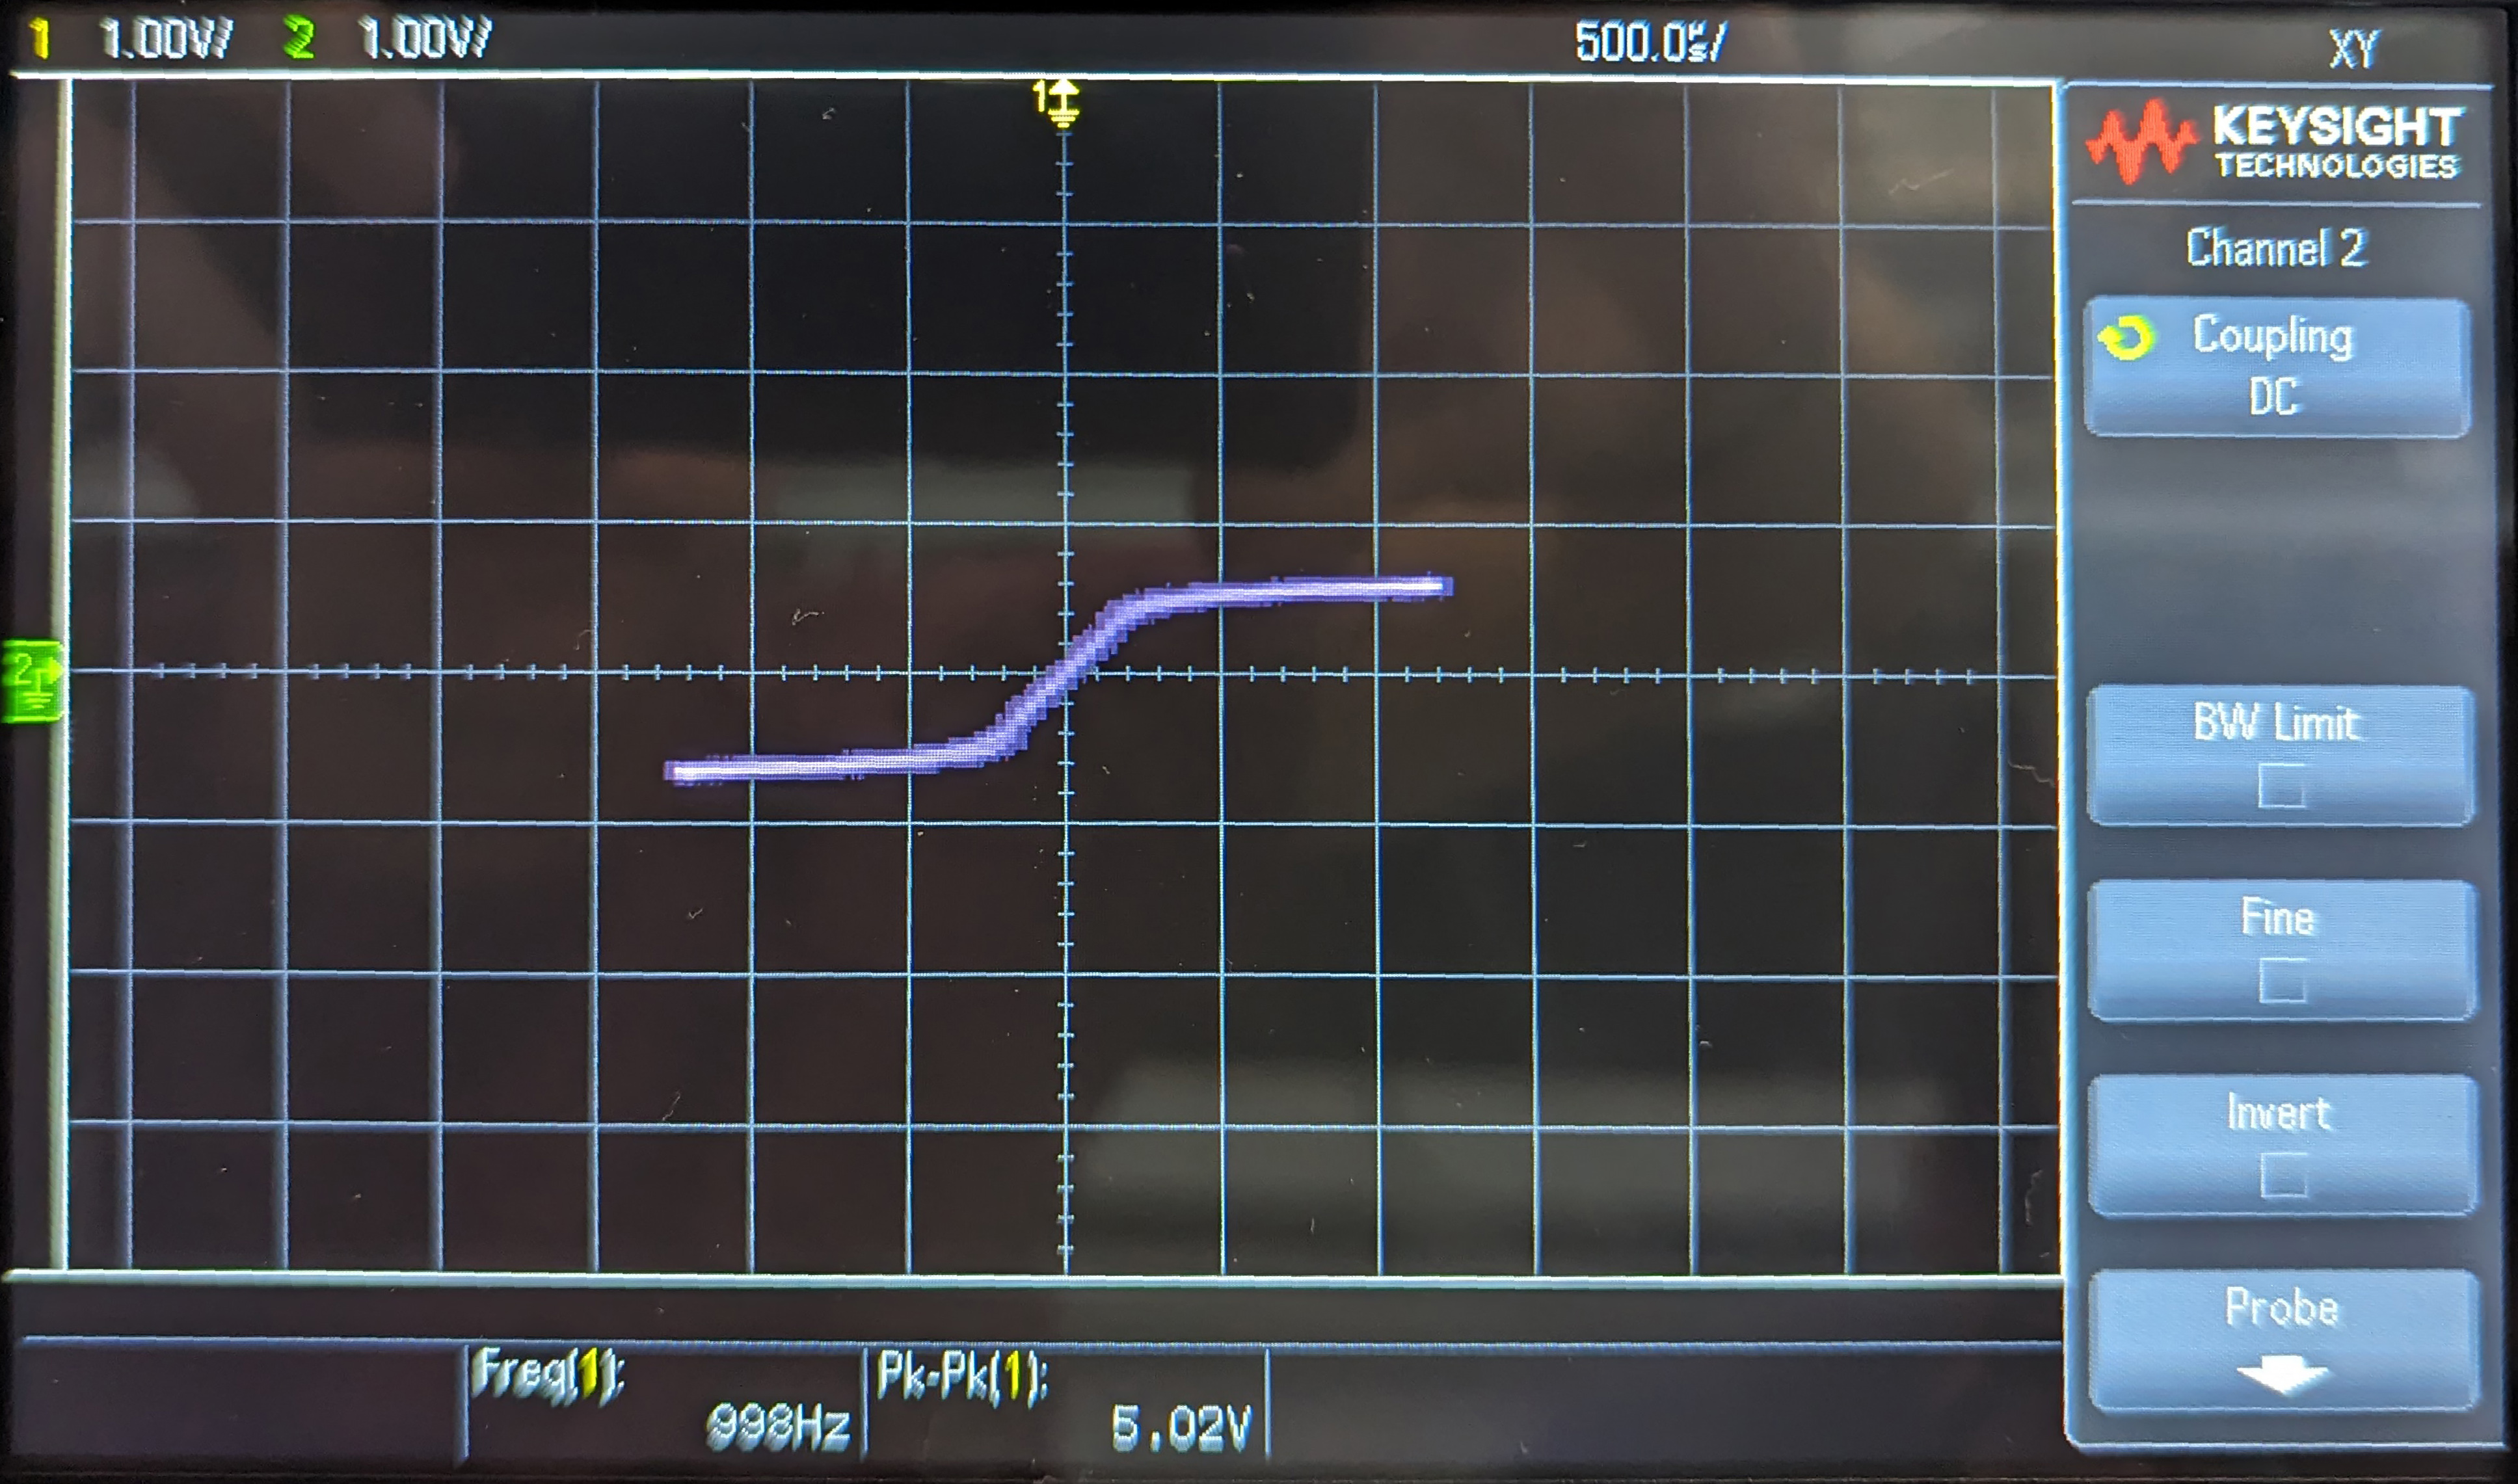 1 1.00V/ 2 1.00V/ 500.0µs/ XY
1
KEYSIGHT
TECHNOLOGIES
Channel 2
Coupling
DC
2
BW Limit
Fine
Invert
Probe
Freq(1): Pk-Pk(1):
998Hz 5.02V